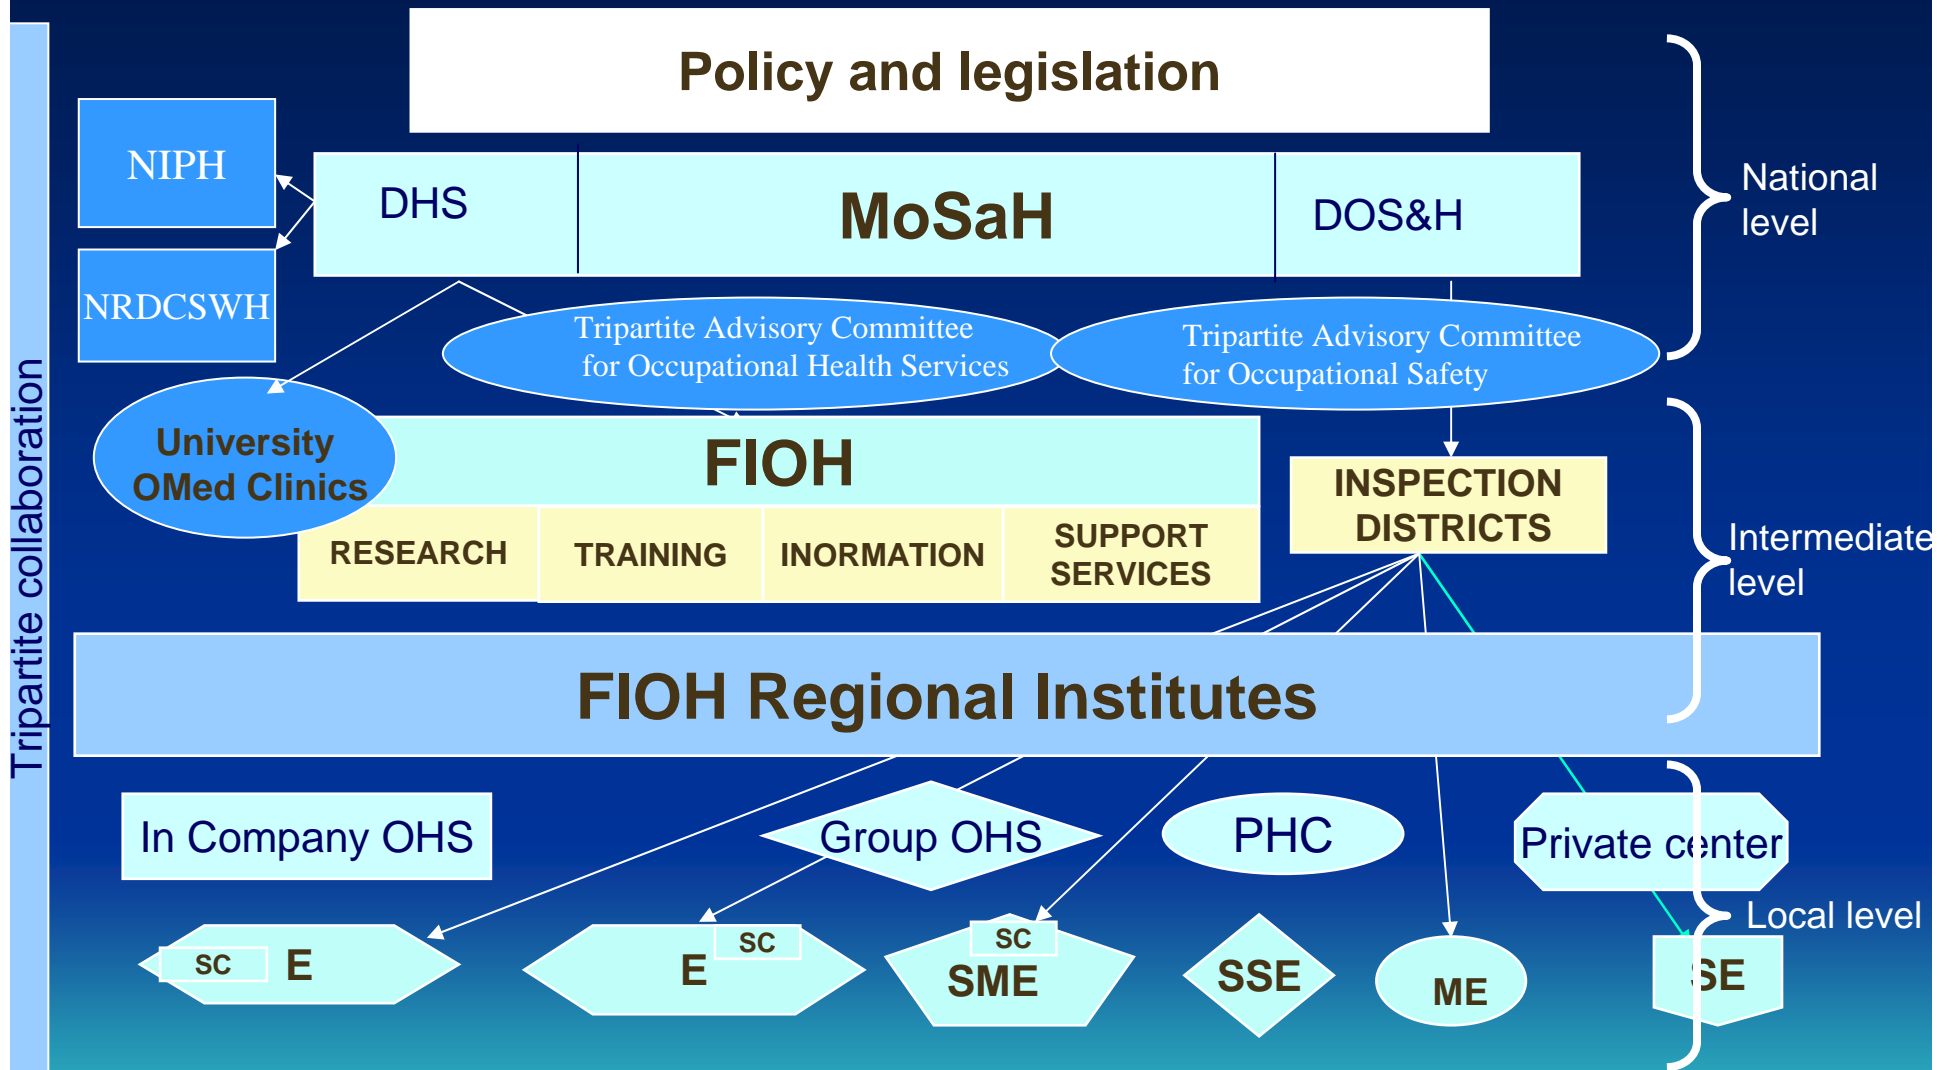 Policy and legislation
NIPH
DHS
MoSaH
DOS&H
National
level
NRDCSWH
Tripartite Advisory Committee
for Occupational Health Services
Tripartite Advisory Committee
for Occupational Safety
Tripartite collaboration
University
OMed Clinics
FIOH
INSPECTION
DISTRICTS
RESEARCH
TRAINING
INORMATION
SUPPORT
SERVICES
Intermediate
level
FIOH Regional Institutes
In Company OHS
Group OHS
PHC
Private center
Local level
SC
E
E
SC
SC
SME
SSE
ME
SE